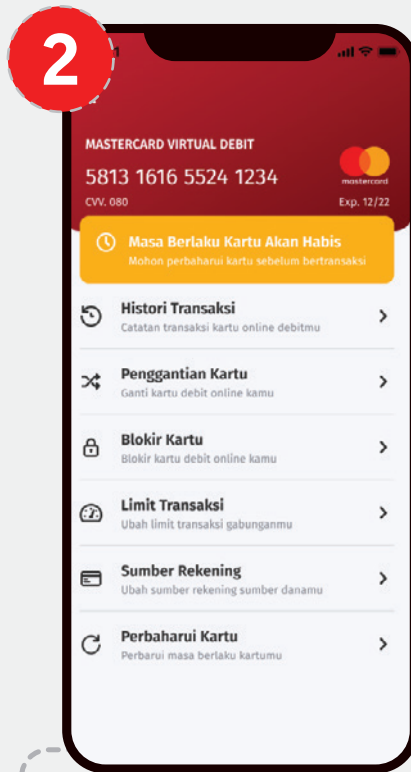 2
MASTERCARD VIRTUAL DEBIT
5813 1616 5524 1234
mastercard
CVV. 080
Exp. 12/22
Masa Berlaku Kartu Akan Habis
Mohon perbaharui kartu sebelum bertransaksi
Histori Transaksi
Catatan transaksi kartu online debitmu
Penggantian Kartu
Ganti kartu debit online kamu
Blokir Kartu
Blokir kartu debit online kamu
Limit Transaksi
Ubah limit transaksi gabunganmu
Sumber Rekening
Ubah sumber rekening sumber danamu
Perbaharui Kartu
Perbarui masa berlaku kartumu